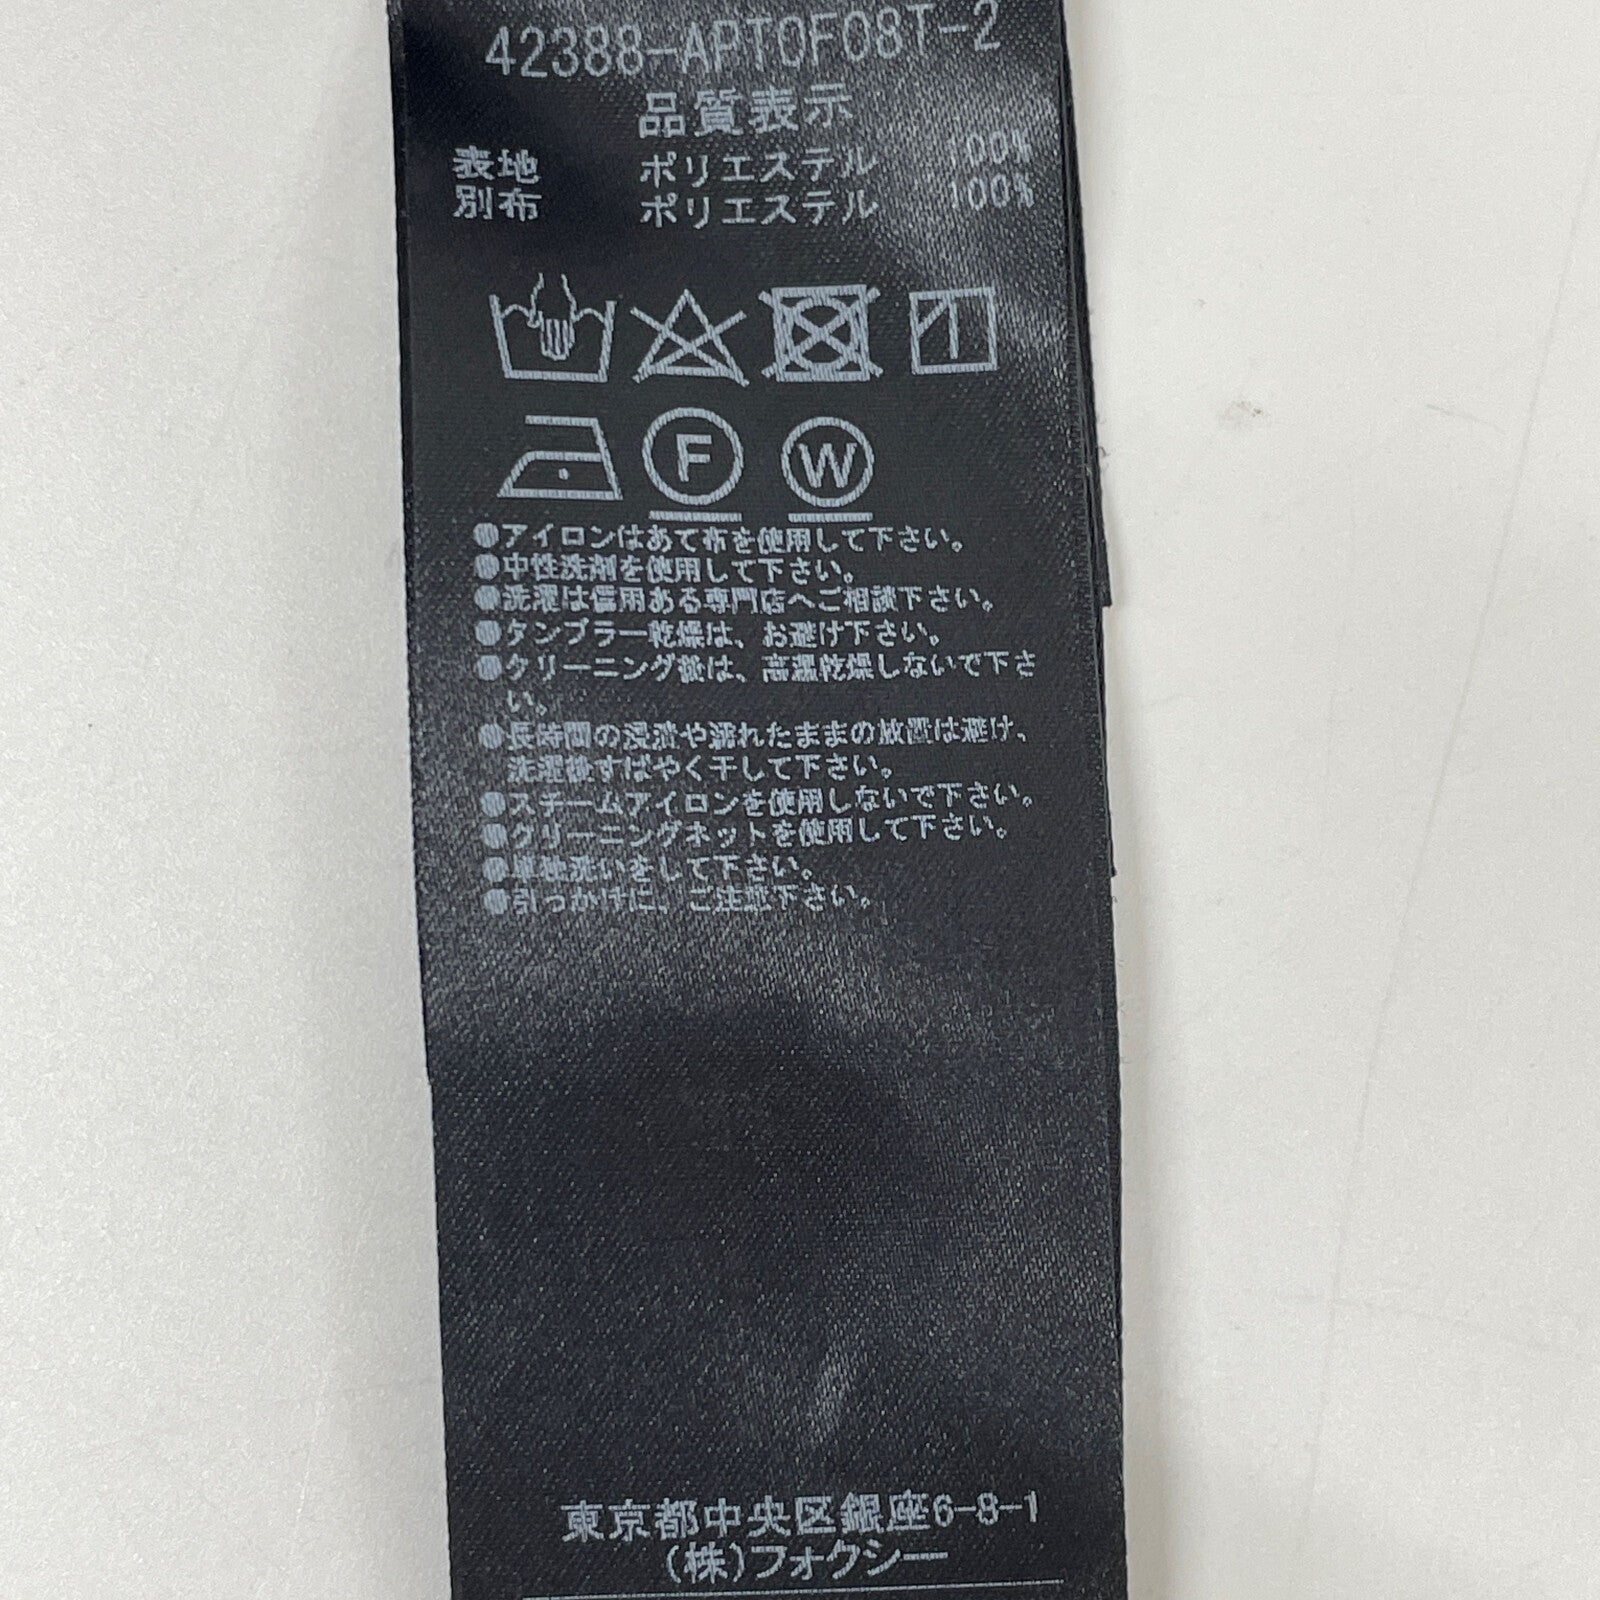 42388-APT0F08T-2
品質表示
表地 ポリエステル 100%
別布 ポリエステル 100%
F W
●アイロンはあて布を使用して下さい。
●中性洗剤を使用して下さい。
●洗濯は信用ある専門店へご相談下さい。
●タンブラー乾燥は、お避け下さい。
●クリーニング後は、高温乾燥しないで下さ
い。
●長時間の浸漬や濡れたままの放置は避け、
洗濯後すばやく干して下さい。
●スチームアイロンを使用しないで下さい。
●クリーニングネットを使用して下さい。
●単独洗いをして下さい。
●引っかけに、ご注意下さい。
東京都中央区銀座6-8-1
(株)フォクシー